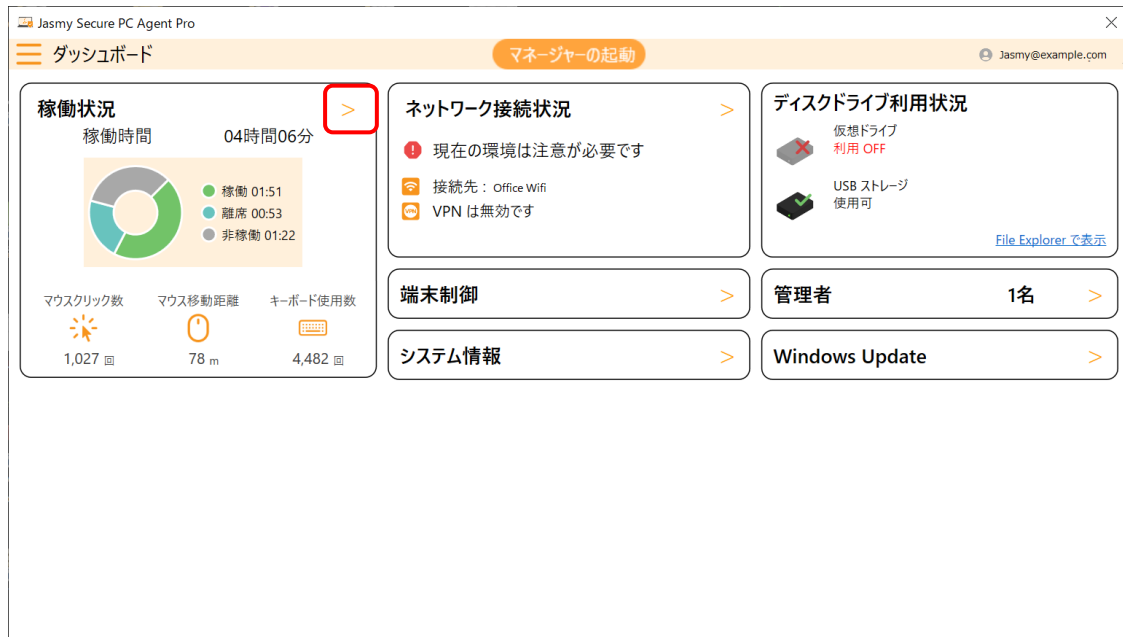 Jasmy Secure PC Agent Pro
ダッシュボード
マネージャーの起動
Jasmy@example.com
稼働状況
>
稼働時間 04時間06分
稼働 01:51
離席 00:53
非稼働 01:22
マウスクリック数 マウス移動距離 キーボード使用数
1,027 回 78 m 4,482 回
ネットワーク接続状況 >
現在の環境は注意が必要です
接続先 : Office Wifi
VPN
VPN は無効です
ディスクドライブ利用状況
仮想ドライブ
利用 OFF
USB ストレージ
使用可
File Explorer で表示
端末制御 >
管理者 1名 >
システム情報 >
Windows Update >